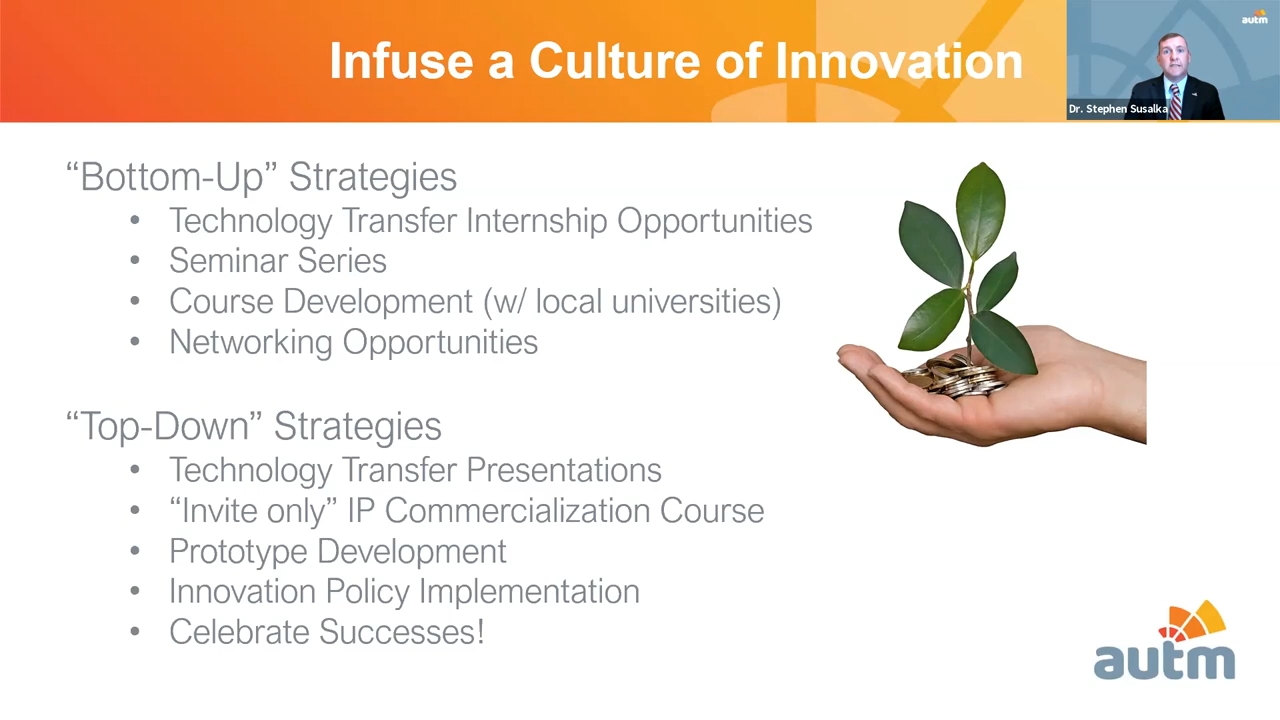 Infuse a Culture of Innovation
autm
Dr. Stephen Susalka
“Bottom-Up” Strategies
• Technology Transfer Internship Opportunities
• Seminar Series
• Course Development (w/ local universities)
• Networking Opportunities
“Top-Down” Strategies
• Technology Transfer Presentations
• “Invite only” IP Commercialization Course
• Prototype Development
• Innovation Policy Implementation
• Celebrate Successes!
autm